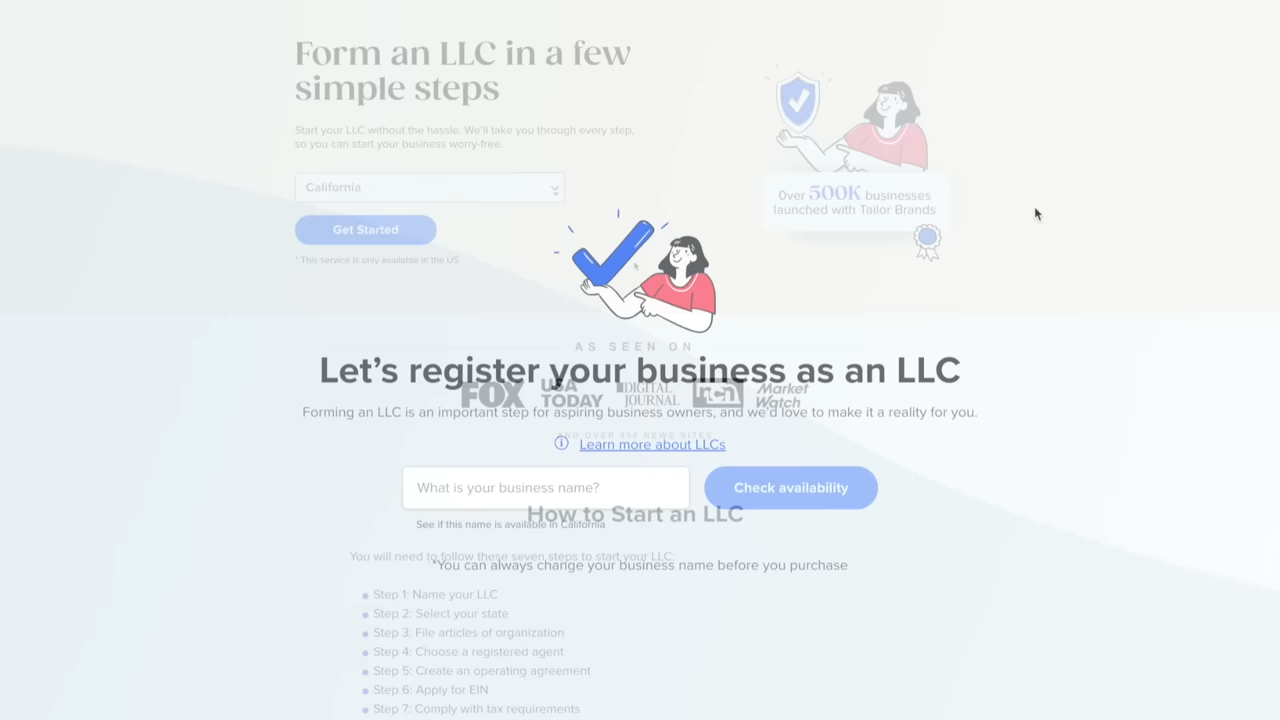 Form an LLC in a few
simple steps
Start your LLC without the hassle. We'll take you through every step,
so you can start your business worry-free.
California
Get Started
* This service is only available in the US
Over 500K businesses
launched with Tailor Brands
AS SEEN ON
Let's register your business as an LLC
FOX
USA TODAY
DIGITAL JOURNAL
ncn
Market Watch
Forming an LLC is an important step for aspiring business owners, and we'd love to make it a reality for you.
AND OVER 430 NEWS SITES
Learn more about LLCs
What is your business name?
Check availability
How to Start an LLC
See if this name is available in California
You will need to follow these seven steps to start your LLC:
*You can always change your business name before you purchase
Step 1: Name your LLC
Step 2: Select your state
Step 3: File articles of organization
Step 4: Choose a registered agent
Step 5: Create an operating agreement
Step 6: Apply for EIN
Step 7: Comply with tax requirements